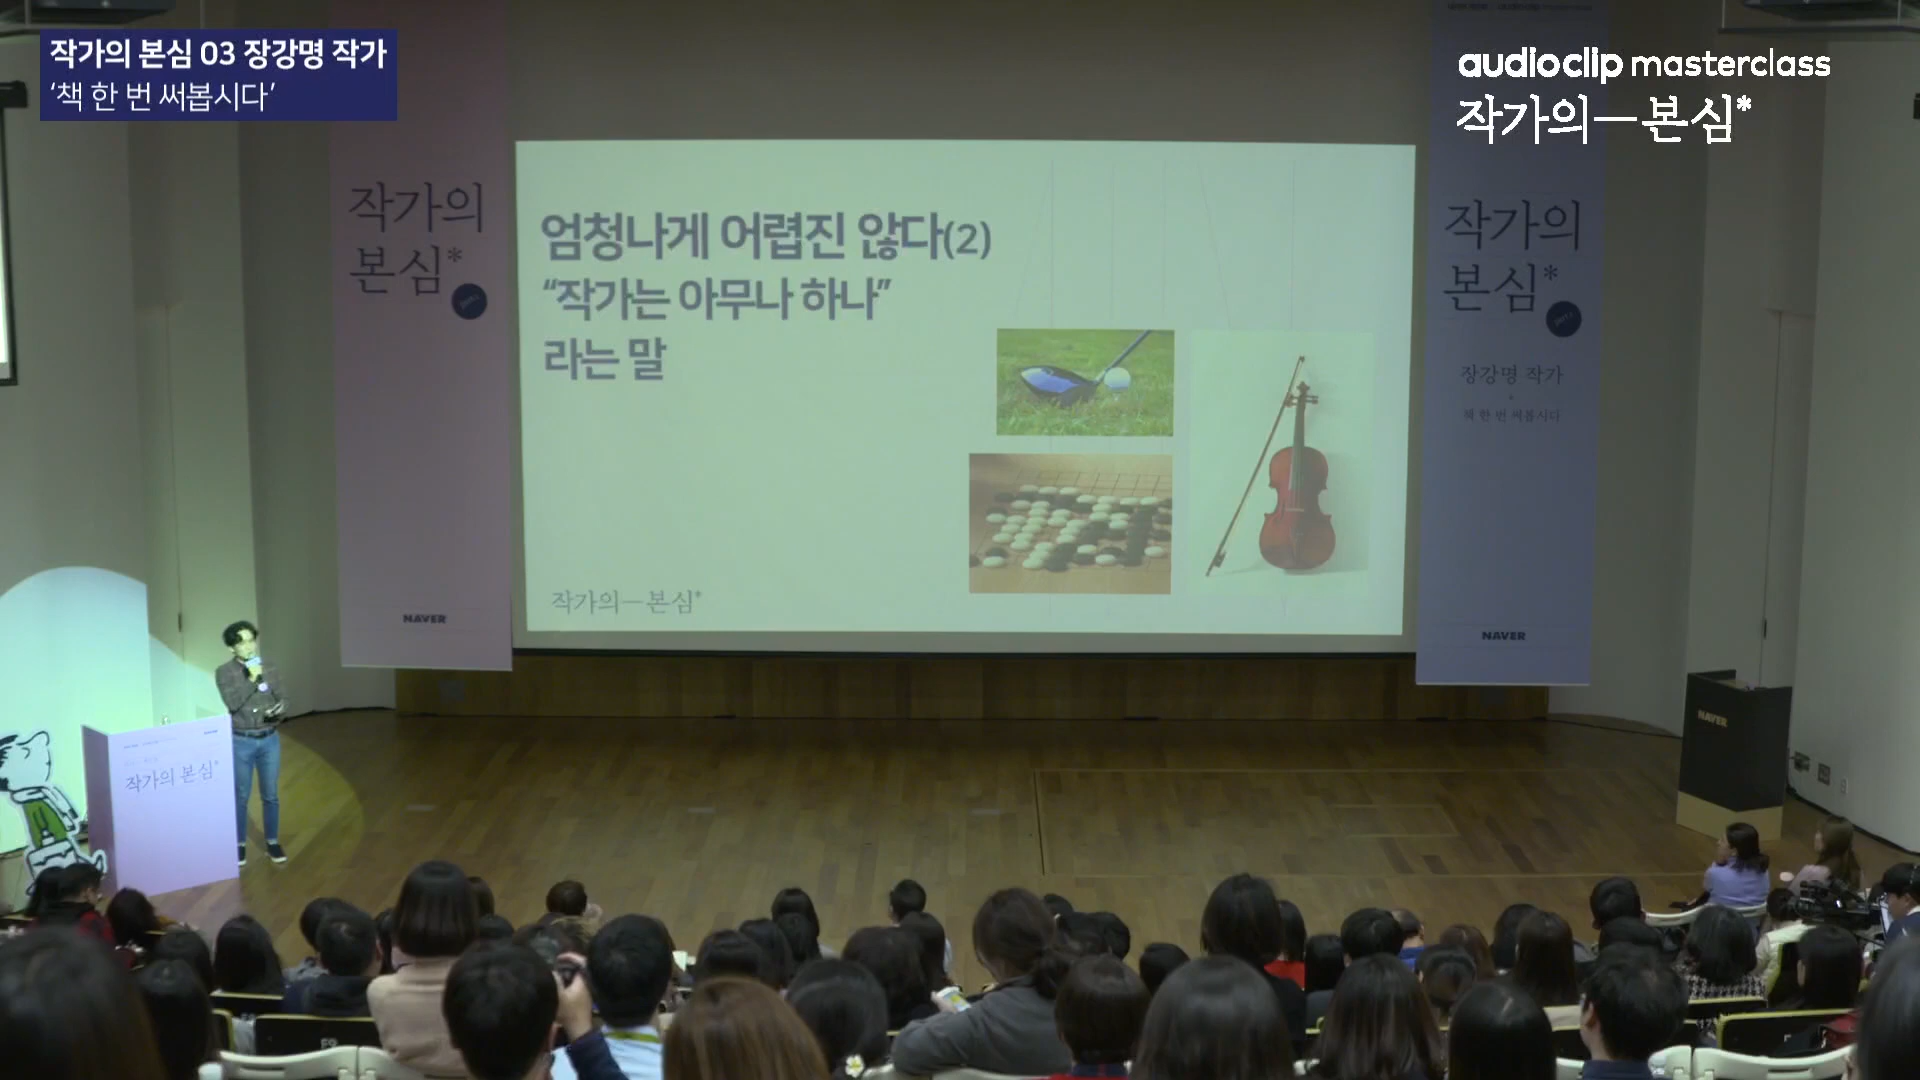 작가의 본심 03 장강명 작가
‘책 한 번 써봅시다’
audioclip masterclass
작가의—본심*
작가의
본심*
NAVER
엄청나게 어렵진 않다(2)
“작가는 아무나 하나”
라는 말
작가의—본심*
작가의
본심*
장강명 작가
책 한 번 써봅시다
NAVER
NAVER
작가의 본심*
NAVER